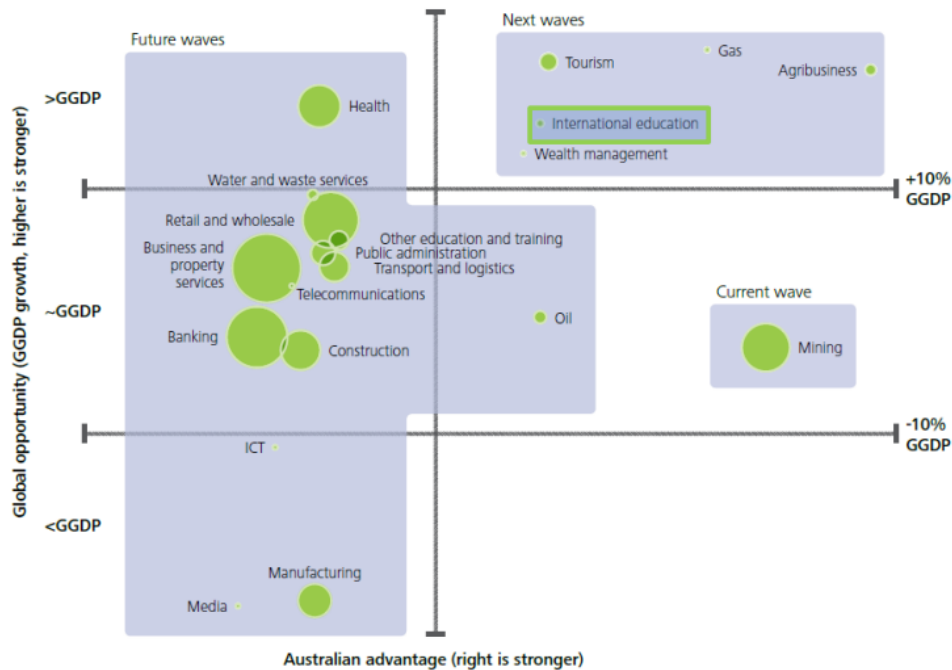 Next waves
Future waves
Tourism
Gas
Agribusiness
>GGDP
Health
International education
Wealth management
Water and waste services
+10%
GGDP
Retail and wholesale
Other education and training
Business and
property
services
Public administration
Transport and logistics
Telecommunications
Current wave
~GGDP
Oil
Banking
Construction
Mining
-10%
GGDP
ICT
<GGDP
Manufacturing
Media
Global opportunity (GGDP growth, higher is stronger)
Australian advantage (right is stronger)